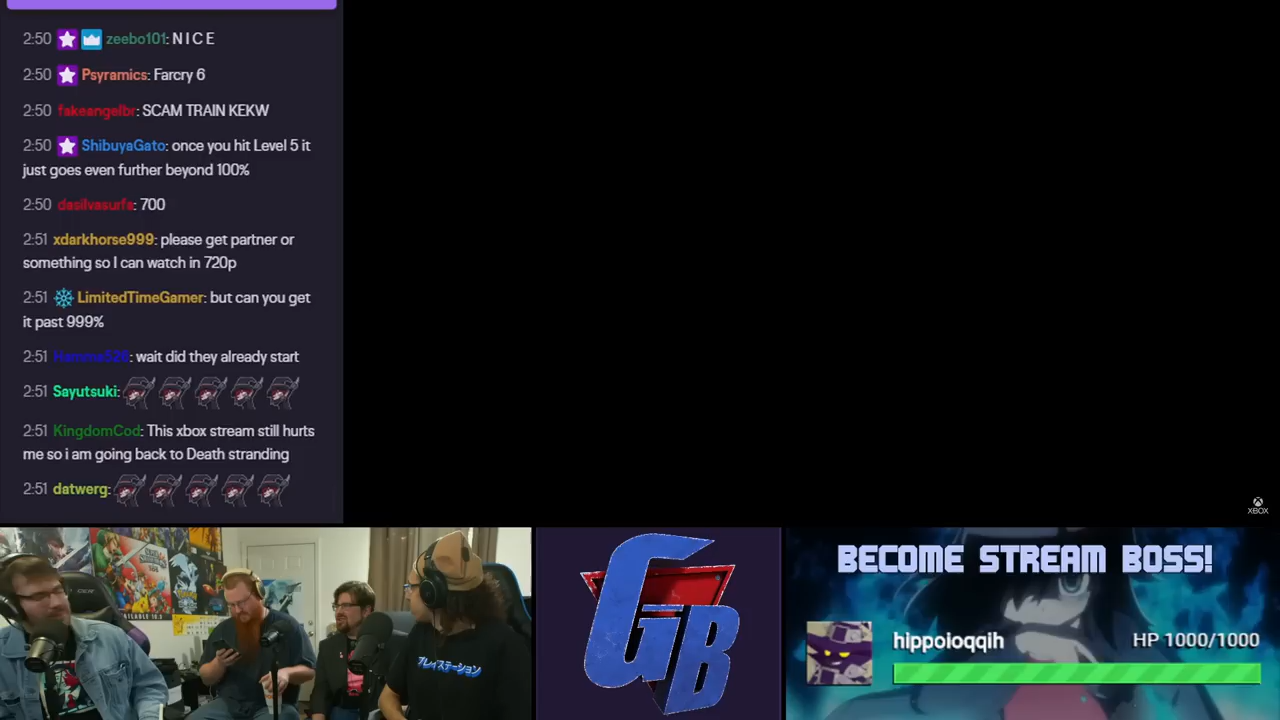 2:50 zeebo101: N I C E
2:50 Psyramics: Farcry 6
2:50 fakeangelbr: SCAM TRAIN KEKW
2:50 ShibuyaGato: once you hit Level 5 it
just goes even further beyond 100%
2:50 dasilvasurfs: 700
2:51 xdarkhorse999: please get partner or
something so I can watch in 720p
2:51 LimitedTimeGamer: but can you get
it past 999%
2:51 Hamma526: wait did they already start
2:51 Sayutsuki:
2:51 KingdomCod: This xbox stream still hurts
me so i am going back to Death stranding
2:51 datwerg:
XBOX
プレイステーション
GB
BECOME STREAM BOSS!
hippoioqqih HP 1000/1000